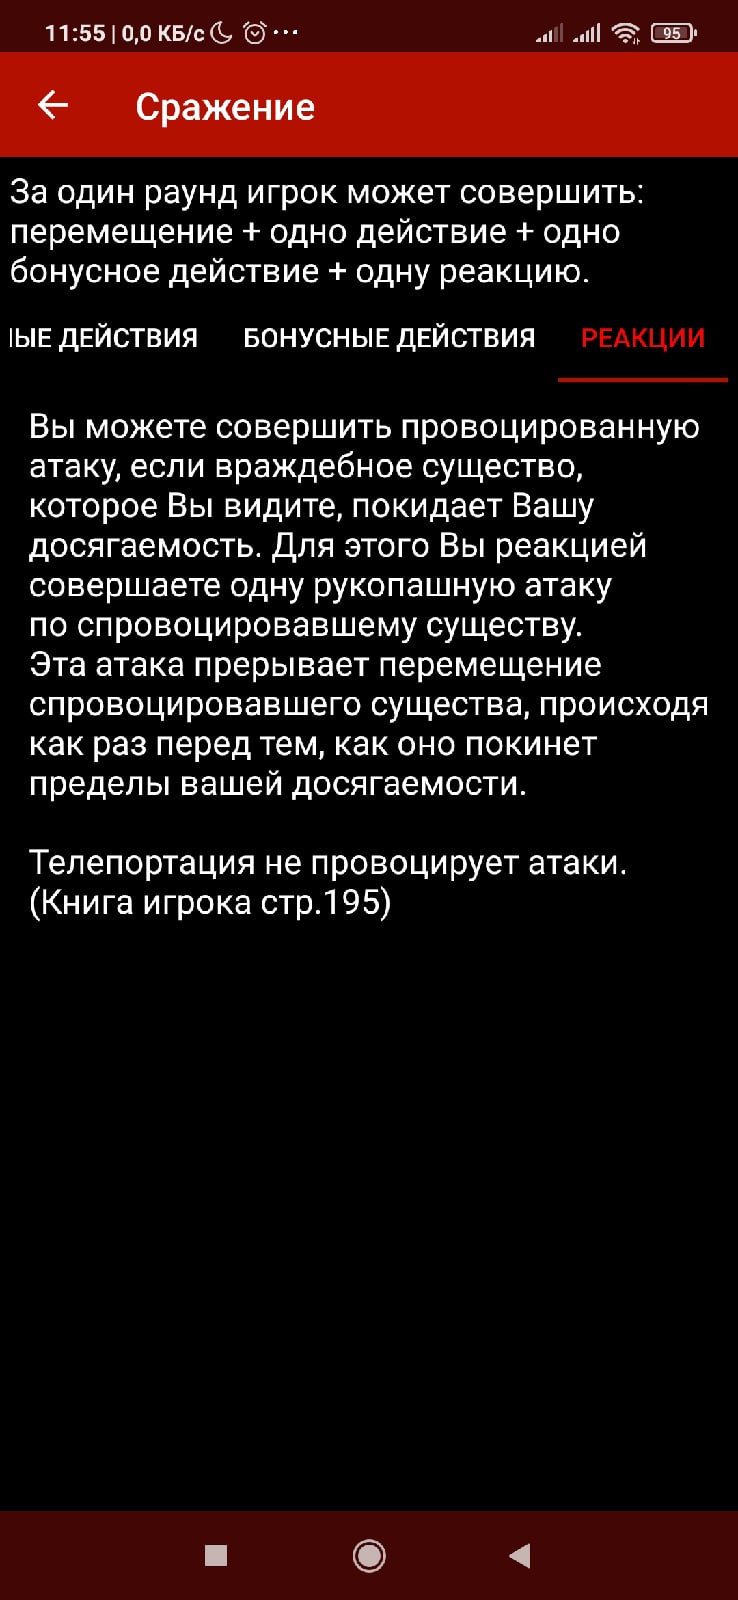 11:55 | 0,0 КБ/с ... 95
Сражение
За один раунд игрок может совершить:
перемещение + одно действие + одно
бонусное действие + одну реакцию.
ЫЕ ДЕЙСТВИЯ БОНУСНЫЕ ДЕЙСТВИЯ РЕАКЦИИ
Вы можете совершить провоцированную
атаку, если враждебное существо,
которое Вы видите, покидает Вашу
досягаемость. Для этого Вы реакцией
совершаете одну рукопашную атаку
по спровоцировавшему существу.
Эта атака прерывает перемещение
спровоцировавшего существа, происходя
как раз перед тем, как оно покинет
пределы вашей досягаемости.
Телепортация не провоцирует атаки.
(Книга игрока стр.195)